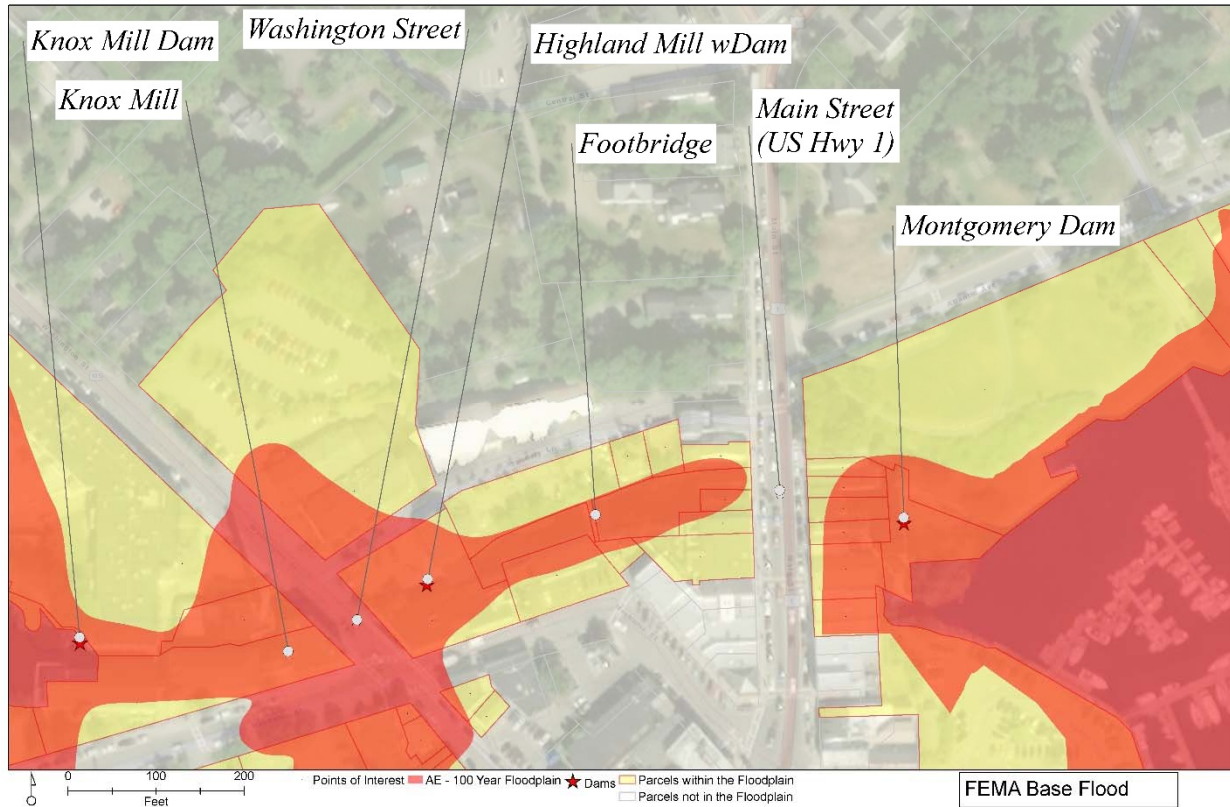 Knox Mill Dam
Washington Street
Highland Mill wDam
Knox Mill
Main Street
(US Hwy 1)
Footbridge
Montgomery Dam
0 100 200
Feet
Points of Interest
AE - 100 Year Floodplain
Dams
Parcels within the Floodplain
Parcels not in the Floodplain
FEMA Base Flood